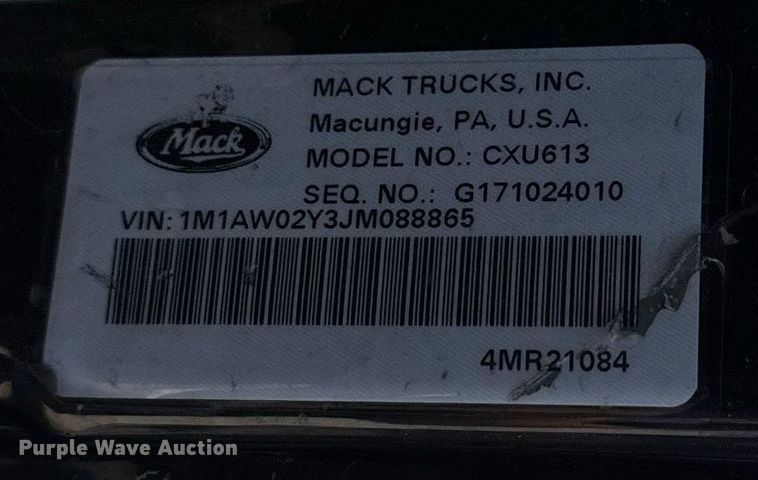 Mack
MACK TRUCKS, INC.
Macungie, PA, U.S.A.
MODEL NO.: CXU613
SEQ. NO.: G171024010
VIN: 1M1AW02Y3JM088865
4MR21084
Purple Wave Auction